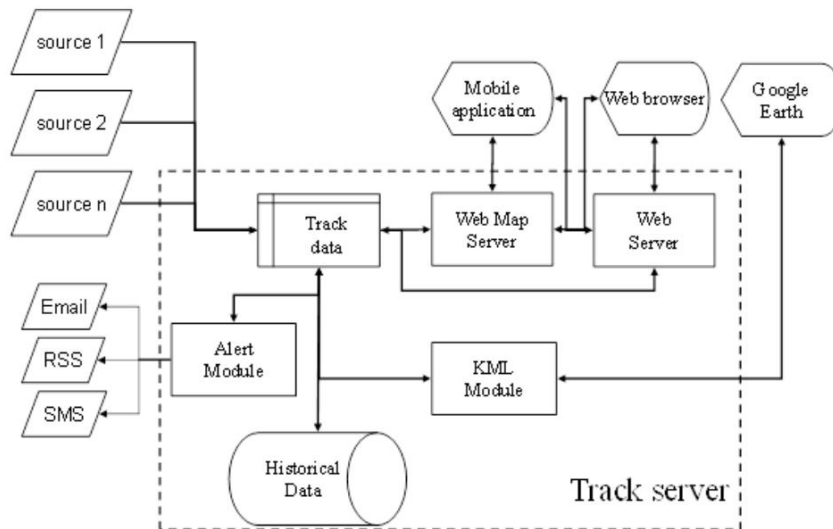 source 1
source 2
source n
Mobile
application
Web browser
Google
Earth
Track
data
Web Map
Server
Web
Server
Email
RSS
SMS
Alert
Module
KML
Module
Historical
Data
Track server